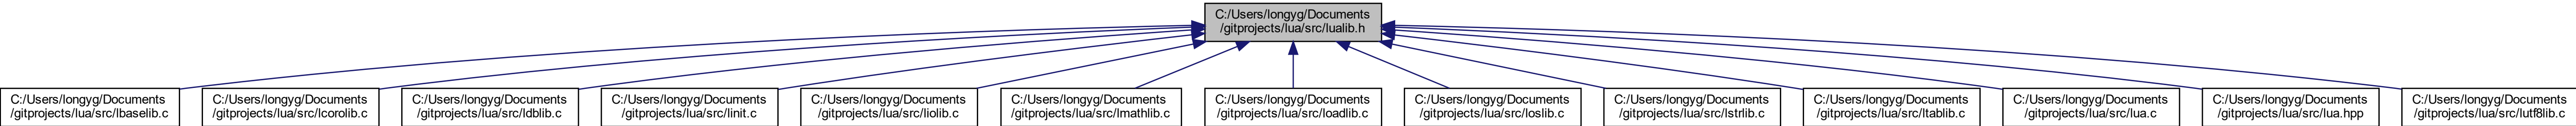 C:/Users/longyg/Documents
/gitprojects/lua/src/lualib.h
C:/Users/longyg/Documents
/gitprojects/lua/src/lbaselib.c
C:/Users/longyg/Documents
/gitprojects/lua/src/lcorolib.c
C:/Users/longyg/Documents
/gitprojects/lua/src/ldblib.c
C:/Users/longyg/Documents
/gitprojects/lua/src/linit.c
C:/Users/longyg/Documents
/gitprojects/lua/src/liolib.c
C:/Users/longyg/Documents
/gitprojects/lua/src/lmathlib.c
C:/Users/longyg/Documents
/gitprojects/lua/src/loadlib.c
C:/Users/longyg/Documents
/gitprojects/lua/src/loslib.c
C:/Users/longyg/Documents
/gitprojects/lua/src/lstrlib.c
C:/Users/longyg/Documents
/gitprojects/lua/src/ltablib.c
C:/Users/longyg/Documents
/gitprojects/lua/src/lua.c
C:/Users/longyg/Documents
/gitprojects/lua/src/lua.hpp
C:/Users/longyg/Documents
/gitprojects/lua/src/lutf8lib.c